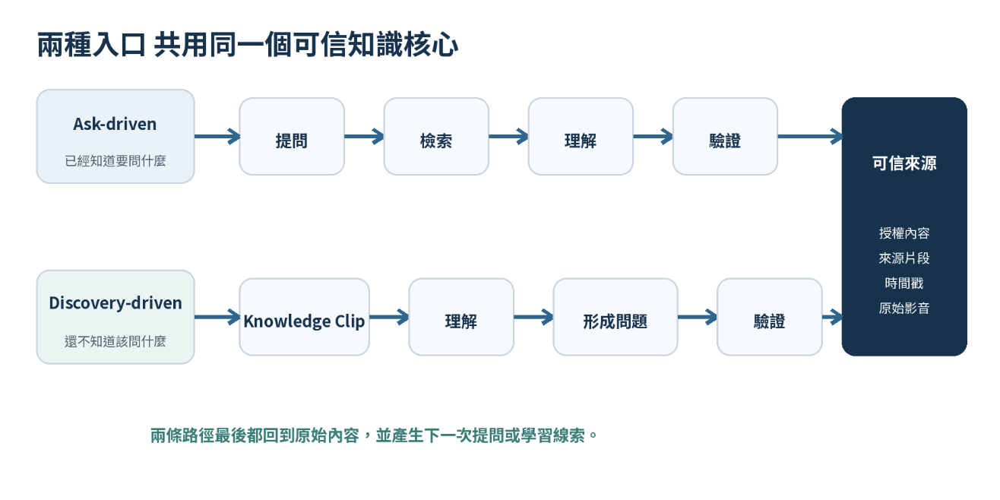 兩種入口 共用同一個可信知識核心
Ask-driven
已經知道要問什麼
提問
檢索
理解
驗證
可信來源
授權內容
來源片段
時間戳
原始影音
Discovery-driven
還不知道該問什麼
Knowledge Clip
理解
形成問題
驗證
兩條路徑最後都回到原始內容，並產生下一次提問或學習線索。